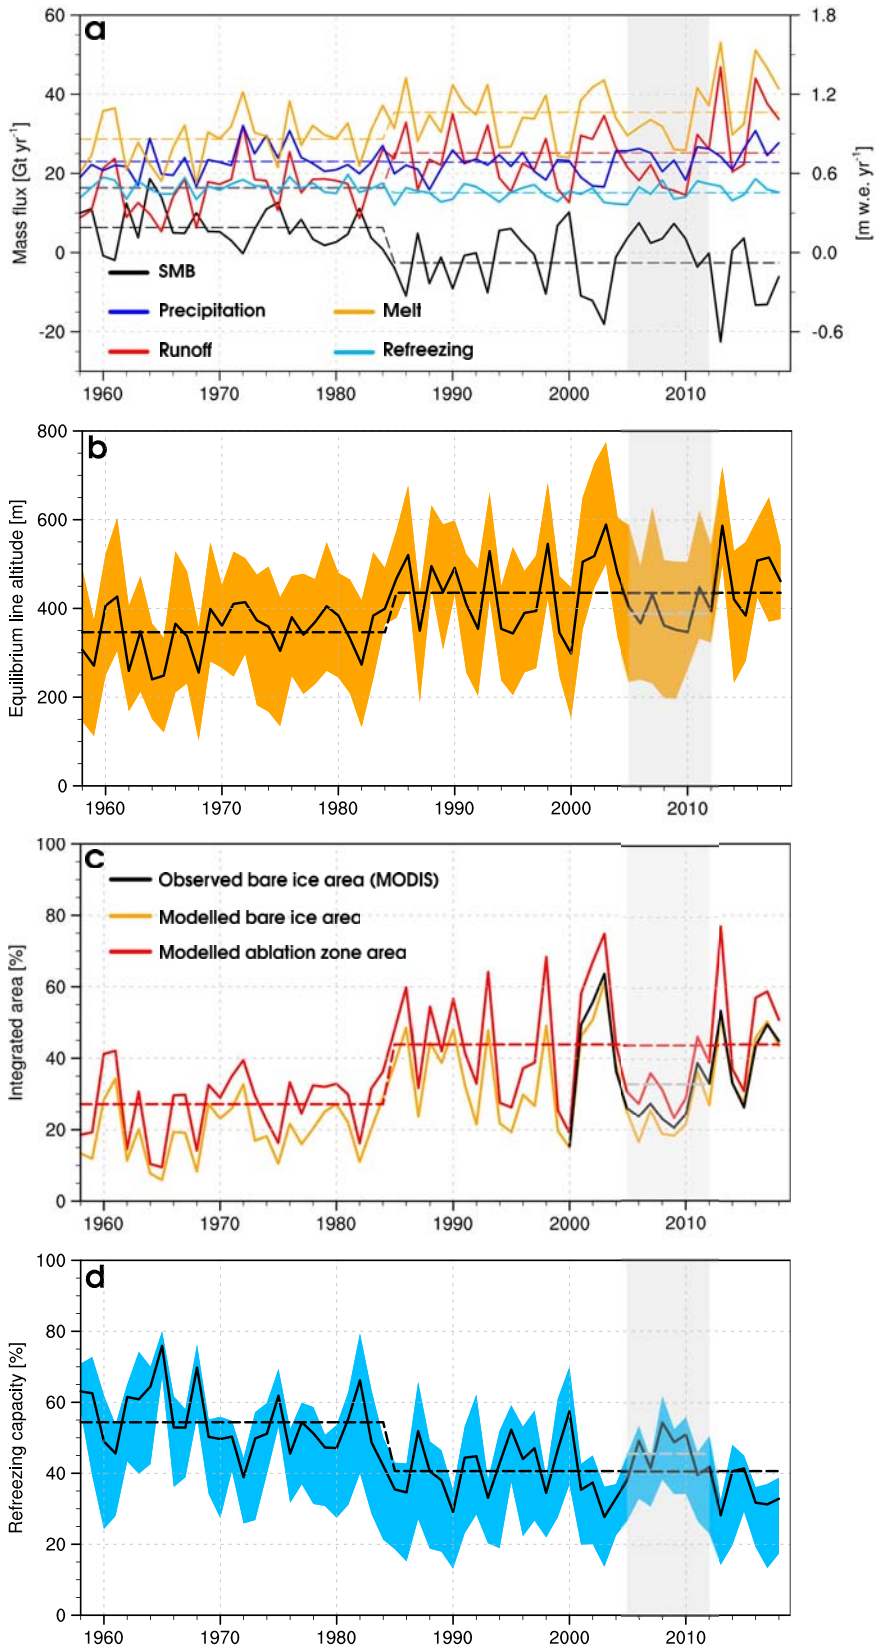 a
60
40
20
0
-20
1.8
1.2
0.6
0.0
-0.6
Mass flux [Gt yr-1]
[m w.e. yr-1]
SMB
Precipitation
Melt
Runoff
Refreezing
1960 1970 1980 1990 2000 2010
b
800
600
400
200
0
Equilibrium line altitude [m]
1960 1970 1980 1990 2000 2010
c
100
80
60
40
20
0
Integrated area [%]
Observed bare ice area (MODIS)
Modelled bare ice area
Modelled ablation zone area
1960 1970 1980 1990 2000 2010
d
100
80
60
40
20
0
Refreezing capacity [%]
1960 1970 1980 1990 2000 2010